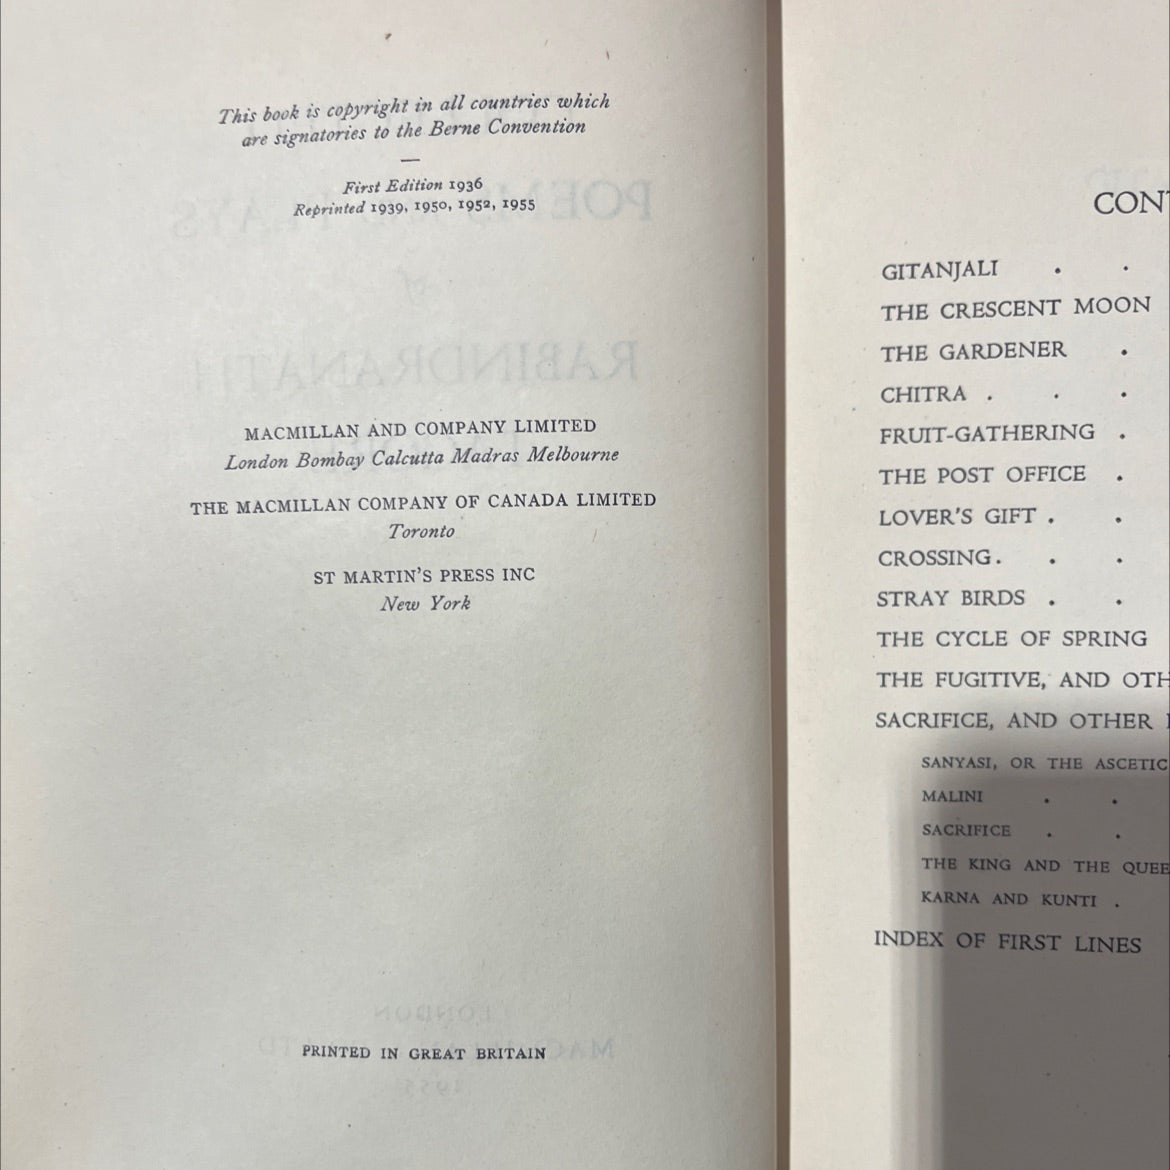 This book is copyright in all countries which
are signatories to the Berne Convention
First Edition 1936
Reprinted 1939, 1950, 1952, 1955
MACMILLAN AND COMPANY LIMITED
London Bombay Calcutta Madras Melbourne
THE MACMILLAN COMPANY OF CANADA LIMITED
Toronto
ST MARTIN'S PRESS INC
New York
PRINTED IN GREAT BRITAIN
CONT
GITANJALI . .
THE CRESCENT MOON
THE GARDENER .
CHITRA . . .
FRUIT-GATHERING .
THE POST OFFICE .
LOVER'S GIFT . .
CROSSING . . .
STRAY BIRDS . .
THE CYCLE OF SPRING
THE FUGITIVE, AND OTH
SACRIFICE, AND OTHER
SANYASI, OR THE ASCETIC
MALINI . .
SACRIFICE . .
THE KING AND THE QUEE
KARNA AND KUNTI .
INDEX OF FIRST LINES